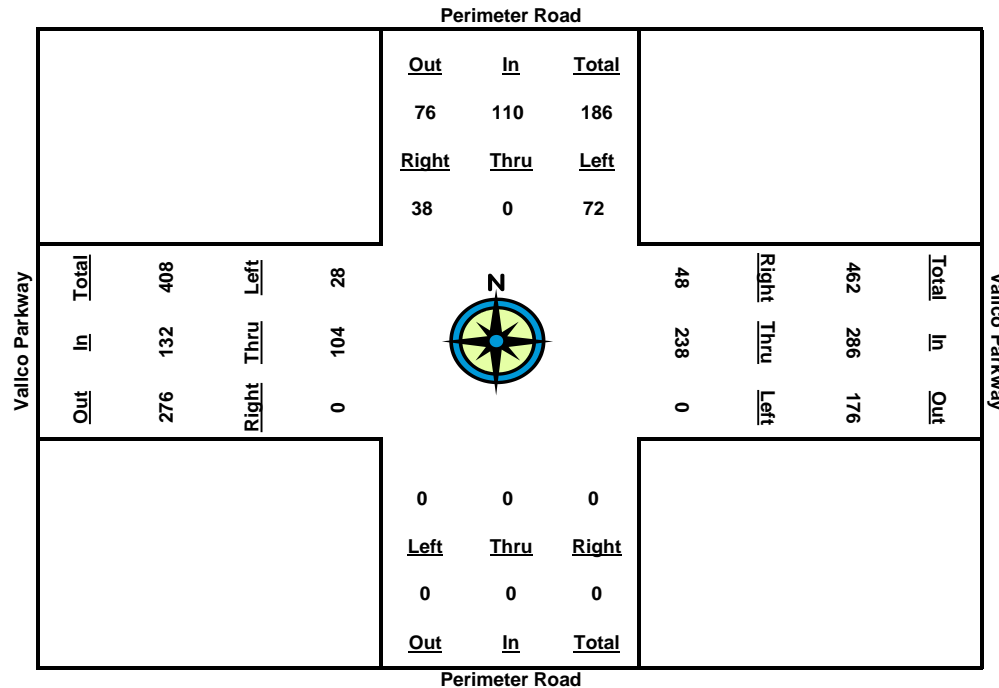 Perimeter Road
Out In Total
76 110 186
Right Thru Left
38 0 72
Vallco Parkway
Total 408 Left 28
In 132 Thru 104
Out 276 Right 0
N
48 Right 462 Total
238 Thru 286 In
0 Left 176 Out
Vallco Parkway
0 0 0
Left Thru Right
0 0 0
Out In Total
Perimeter Road